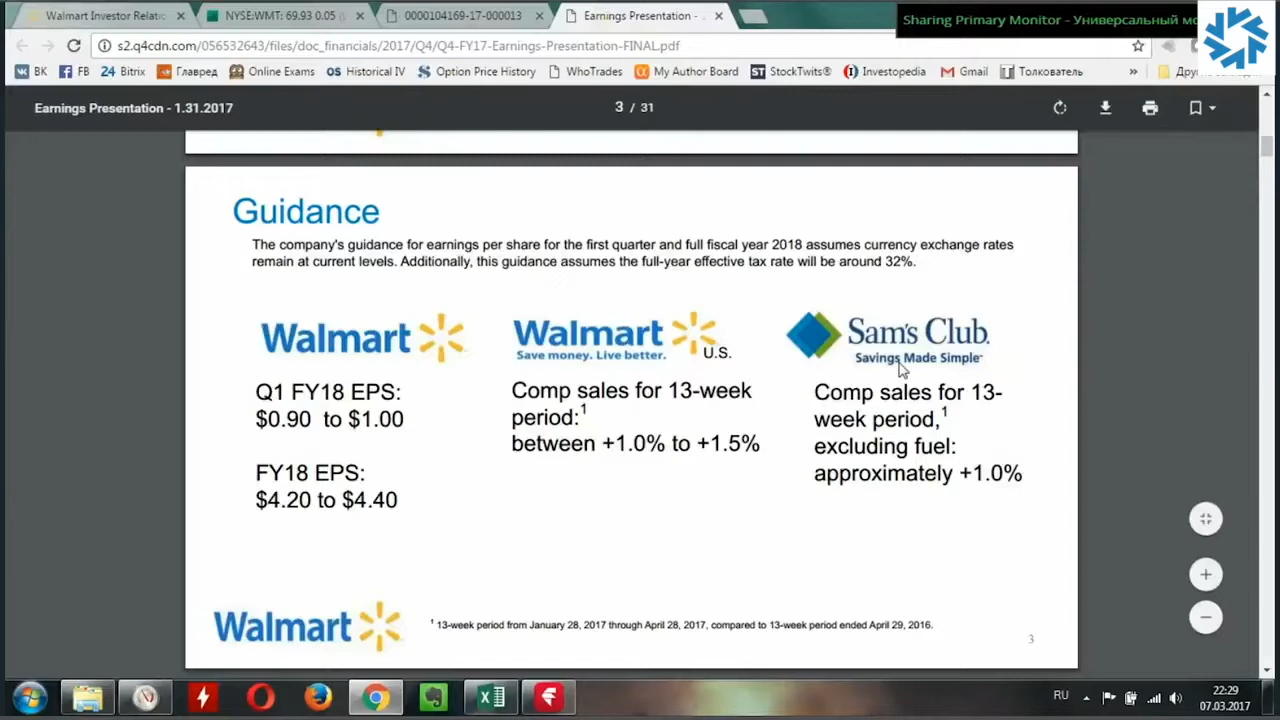 Walmart Investor Relati
NYSE:WMT: 69.93 0.05
0000104169-17-000013
Earnings Presentation -
Sharing Primary Monitor - Универсальный мо
s2.q4cdn.com/056532643/files/doc_financials/2017/Q4/Q4-FY17-Earnings-Presentation-FINAL.pdf
ВК
FB
24 Bitrix
Главред
Online Exams
OS Historical IV
Option Price History
WhoTrades
My Author Board
ST StockTwits®
Investopedia
Gmail
Толкователь
»
Earnings Presentation - 1.31.2017
3 / 31
Guidance
The company's guidance for earnings per share for the first quarter and full fiscal year 2018 assumes currency exchange rates
remain at current levels. Additionally, this guidance assumes the full-year effective tax rate will be around 32%.
Walmart
Q1 FY18 EPS:
$0.90 to $1.00
FY18 EPS:
$4.20 to $4.40
Walmart
Save money. Live better.
U.S.
Comp sales for 13-week
period:1
between +1.0% to +1.5%
Sam's Club
Savings Made Simple
Comp sales for 13-
week period,1
excluding fuel:
approximately +1.0%
Walmart
1 13-week period from January 28, 2017 through April 28, 2017, compared to 13-week period ended April 29, 2016.
3
RU
22:29
07.03.2017